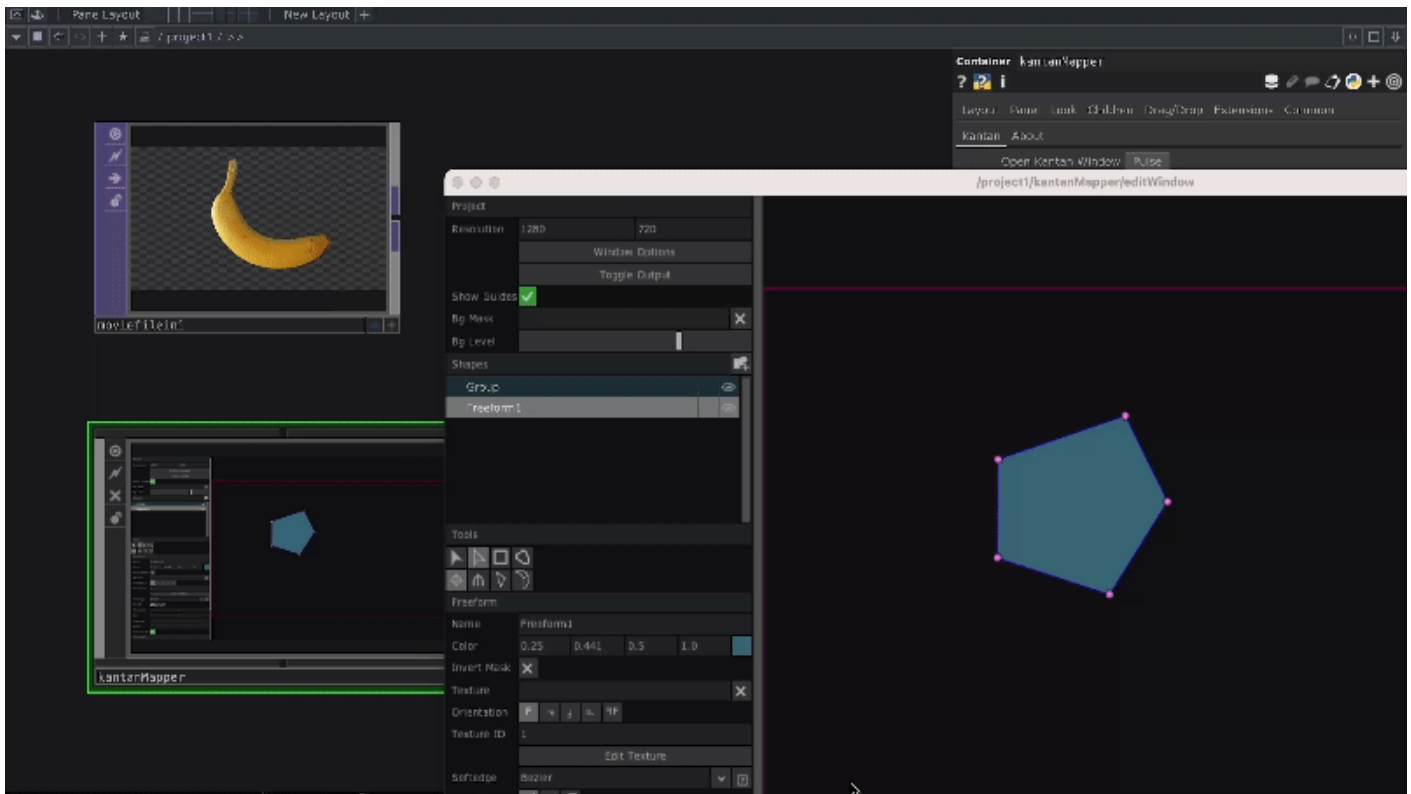 Pane Layout New Layout +
/ project1 / >>
Container kantanMapper
? ? i
Layout Panel Look Children Drag/Drop Extensions Common
Kantan About
Open Kantan Window Pulse
/project1/kantanMapper/editWindow
Project
Resolution 1280 720
Window Options
Toggle Output
Show Guides
Bg Mask
Bg Level
Shapes
Group
Freeform1
Tools
Freeform
Name Freeform1
Color 0.25 0.441 0.5 1.0
Invert Mask
Texture
Orientation
Texture ID 1
Edit Texture
Softedge Bezier
moviefilein1
kantanMapper